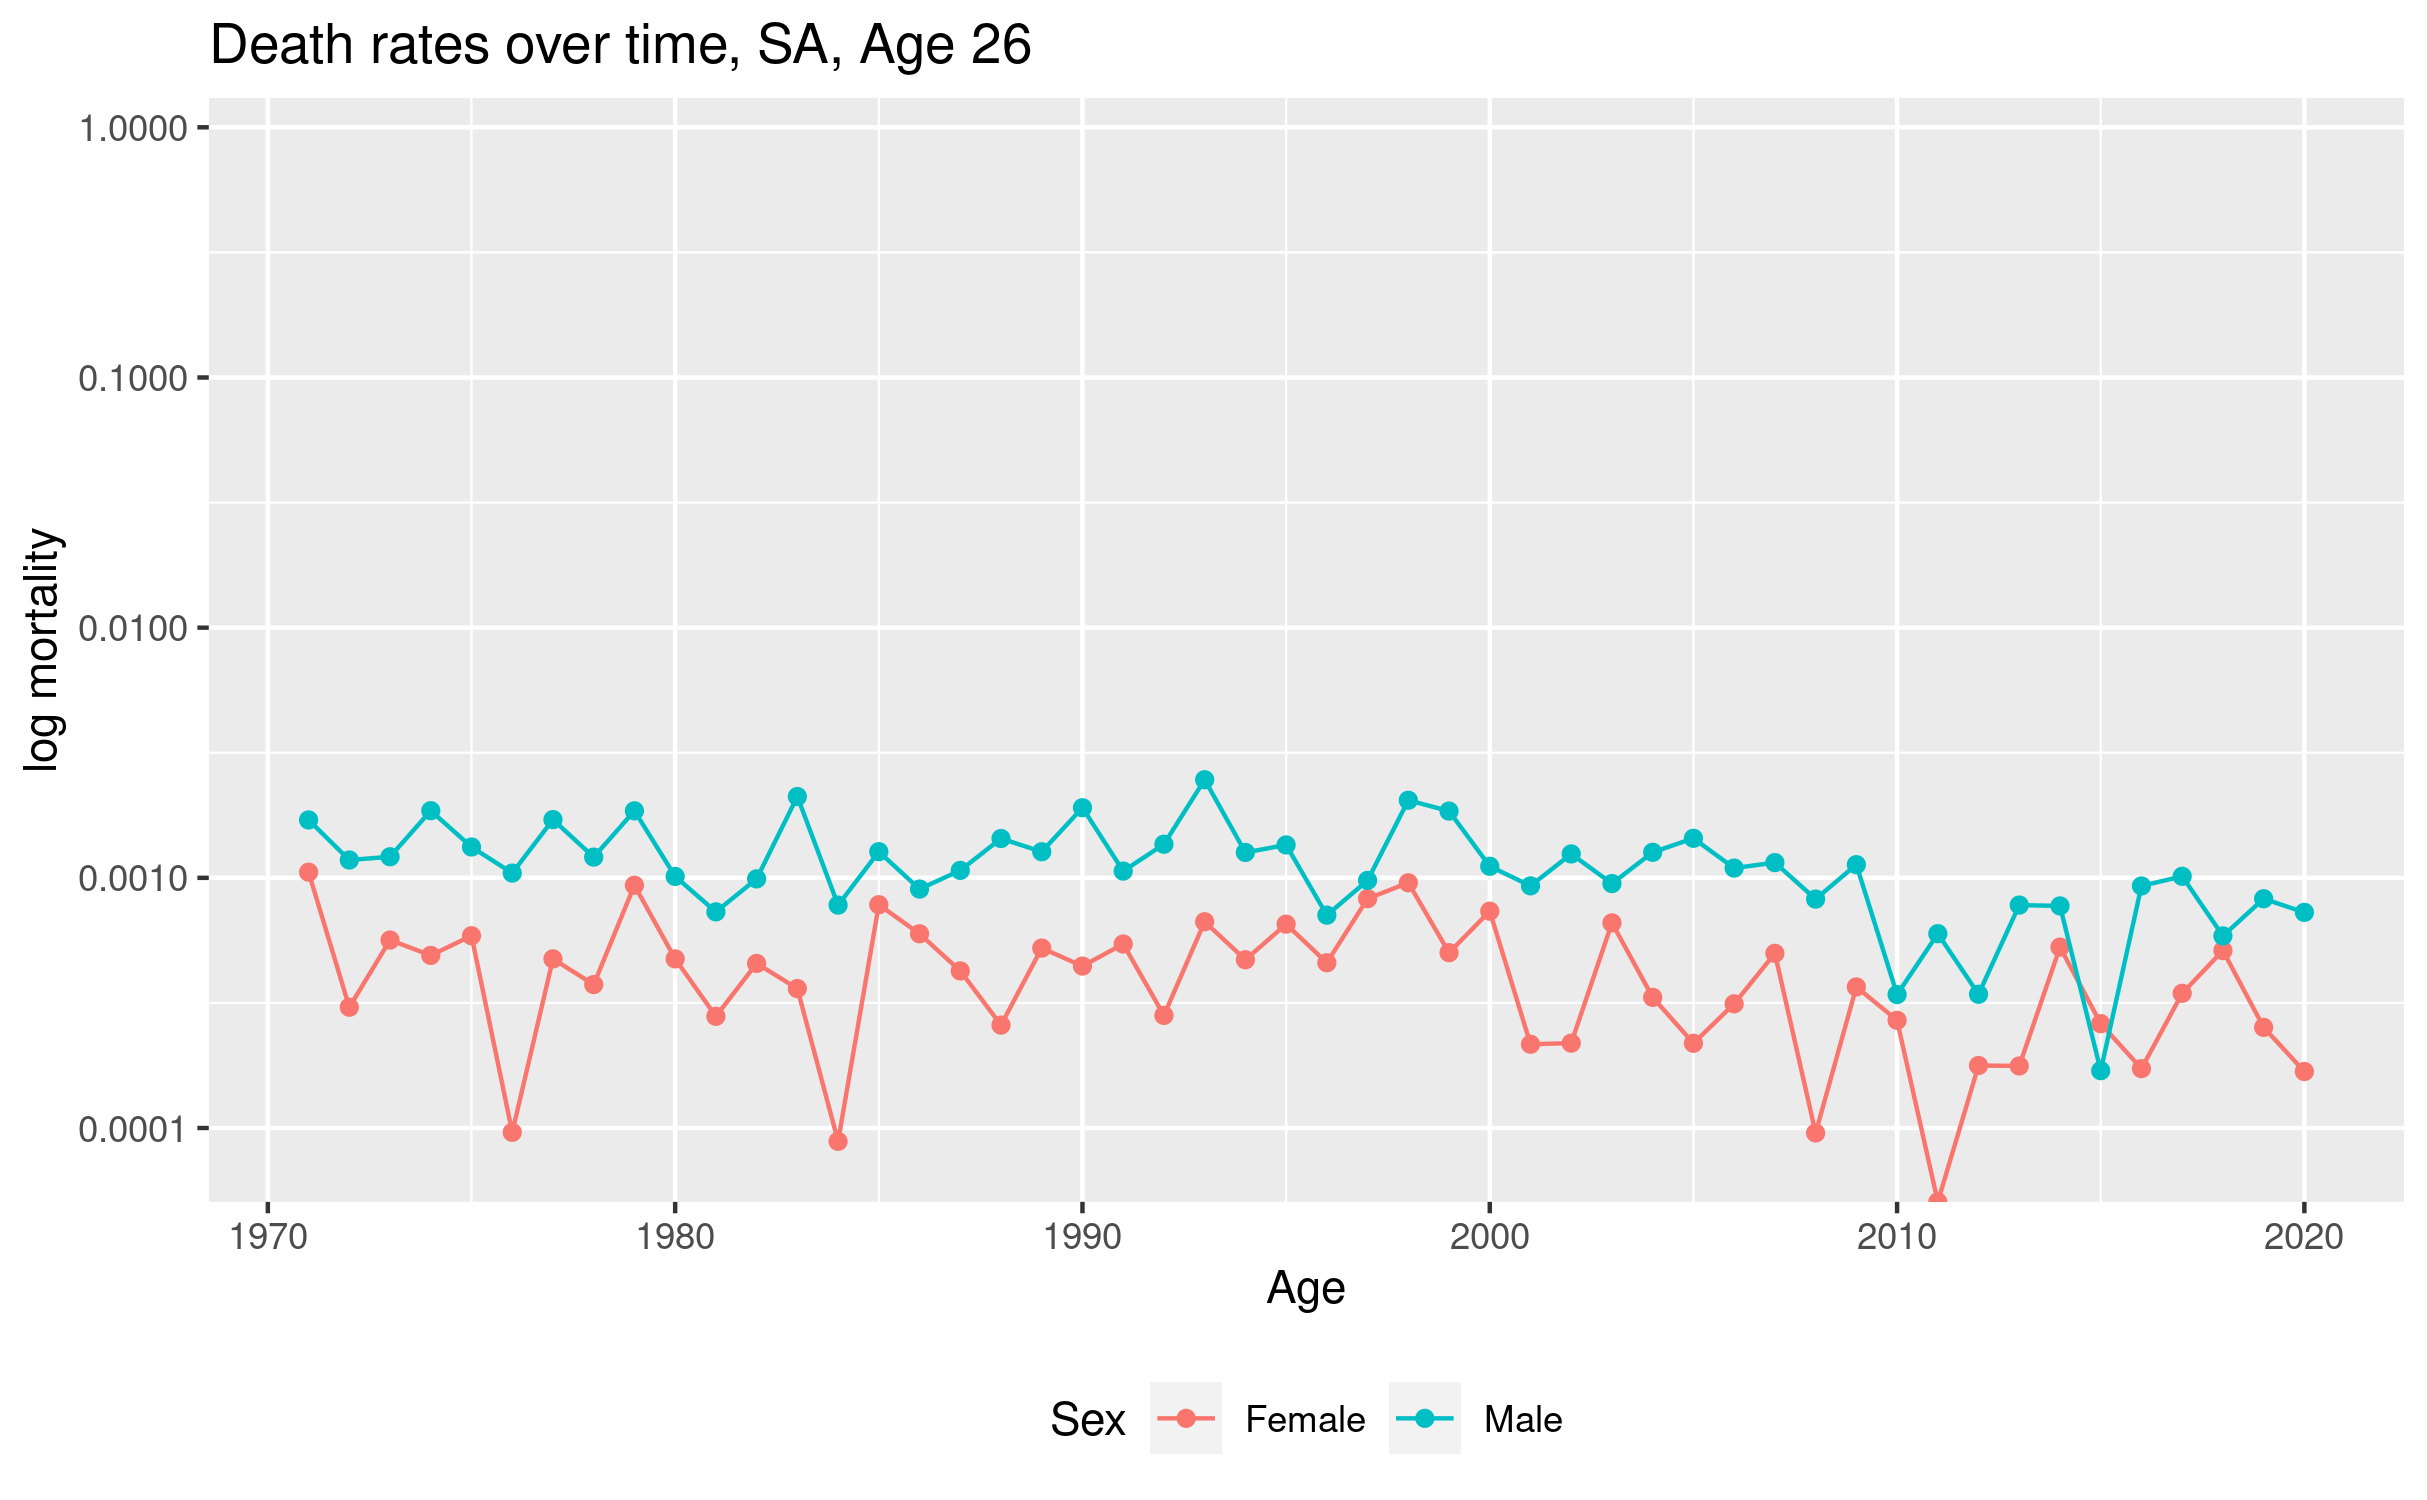 Death rates over time, SA, Age 26
log mortality
1.0000
0.1000
0.0100
0.0010
0.0001
1970 1980 1990 2000 2010 2020
Age
Sex Female Male